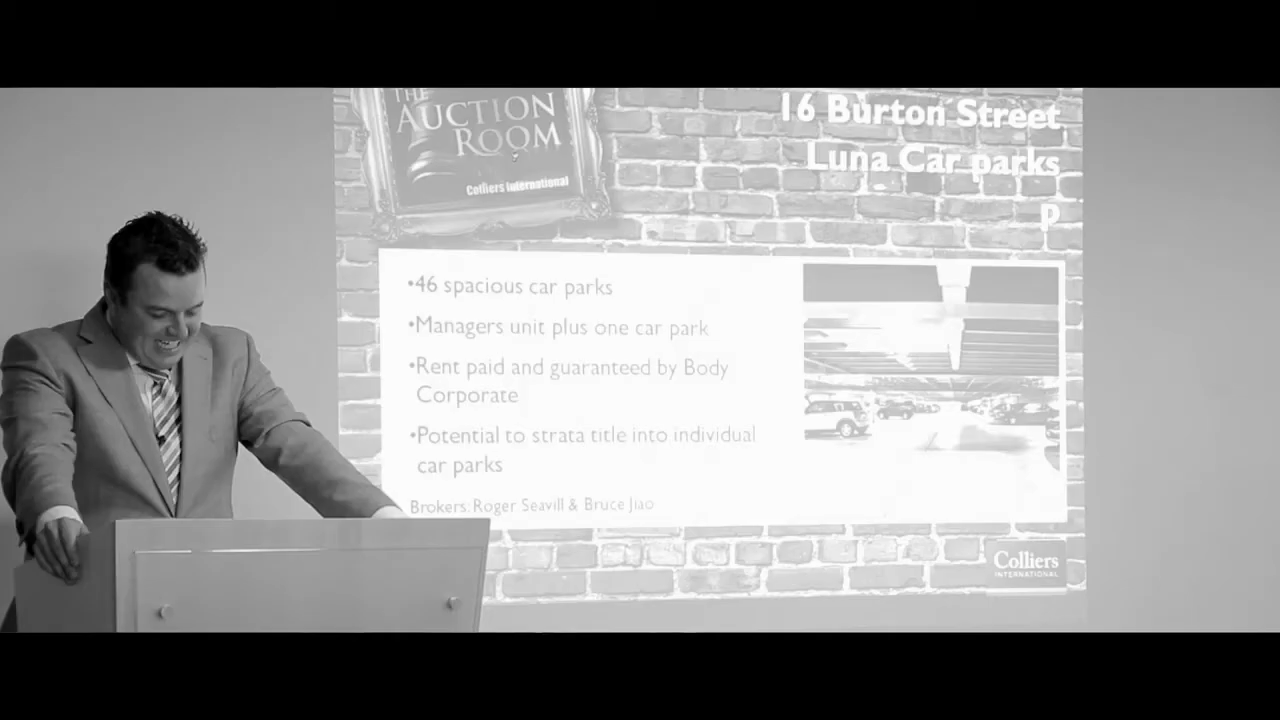 THE
AUCTION
ROOM
Colliers International
16 Burton Street
Luna Car parks
P
•46 spacious car parks
•Managers unit plus one car park
•Rent paid and guaranteed by Body
Corporate
•Potential to strata title into individual
car parks
Brokers: Roger Seavill & Bruce Jiao
Colliers
INTERNATIONAL